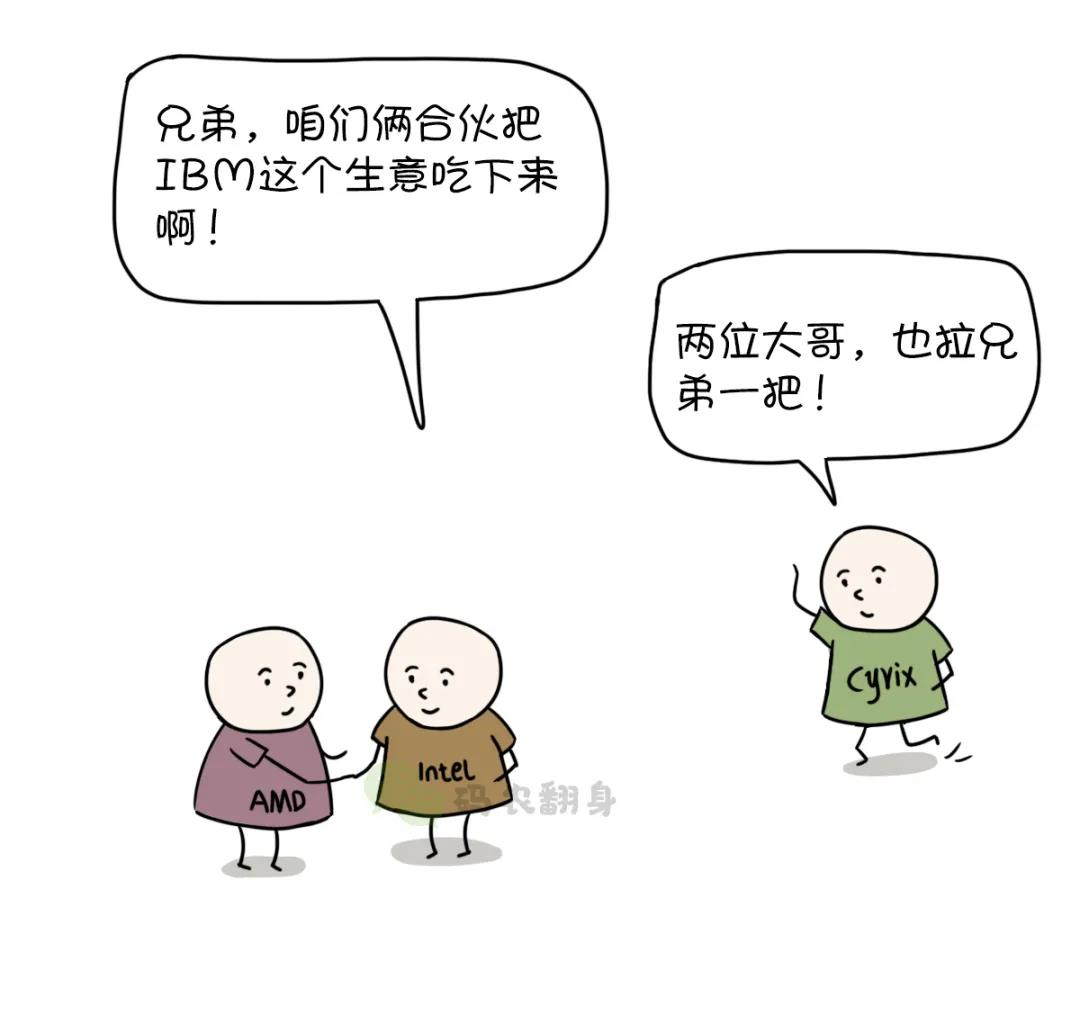 兄弟，咱们俩合伙把
IBM这个生意吃下来
啊！
两位大哥，也拉兄
弟一把！
Cyrix
Intel
AMD
码农翻身